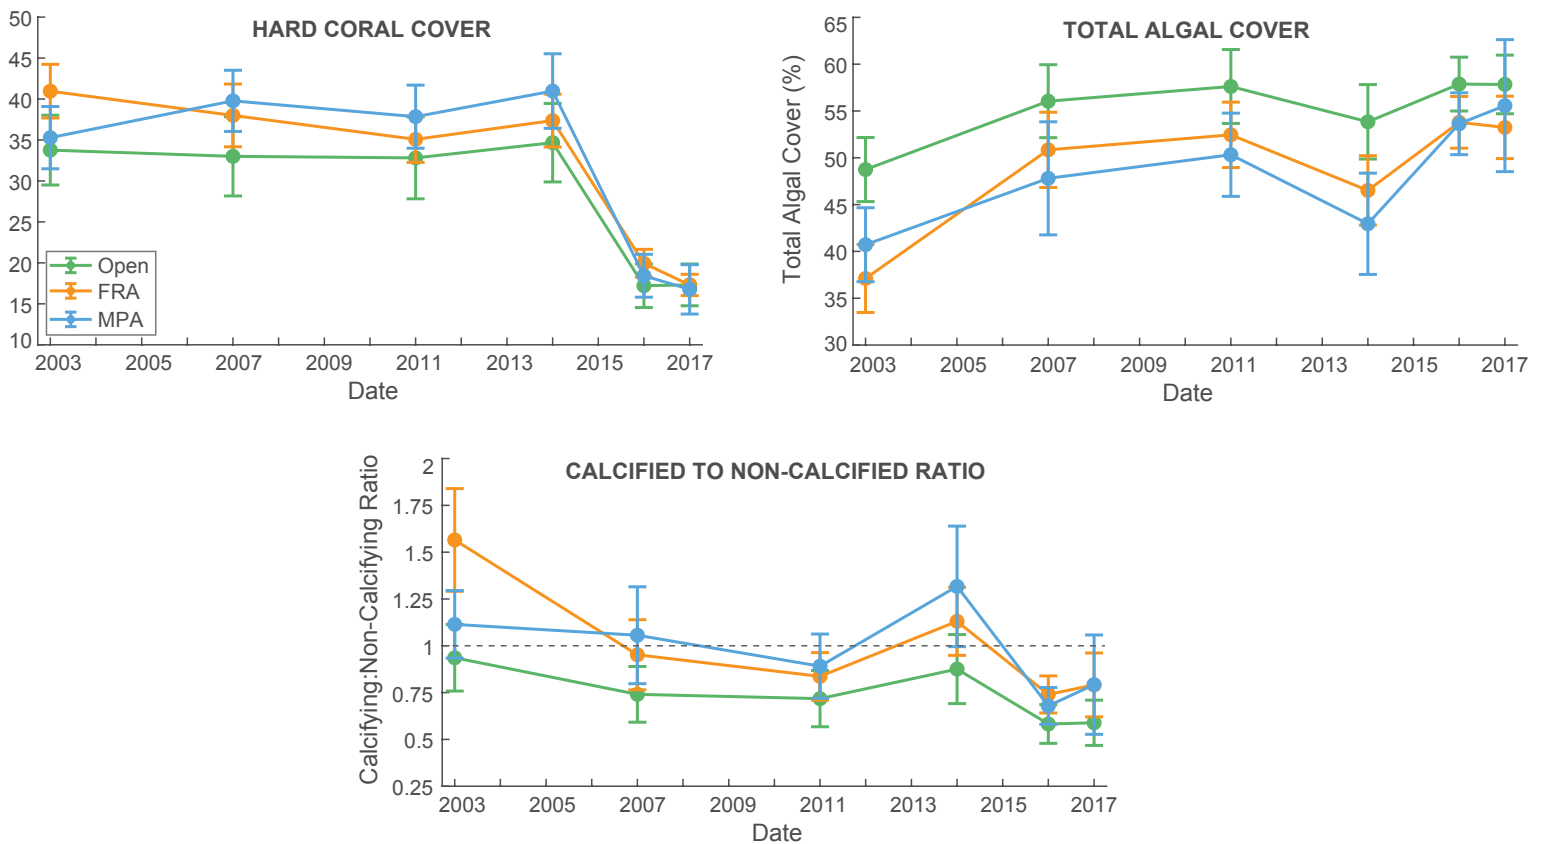 HARD CORAL COVER
50
45
40
35
30
25
20
15
10
Open
FRA
MPA
2003 2005 2007 2009 2011 2013 2015 2017
Date
TOTAL ALGAL COVER
Total Algal Cover (%)
65
60
55
50
45
40
35
30
2003 2005 2007 2009 2011 2013 2015 2017
Date
CALCIFIED TO NON-CALCIFIED RATIO
Calcifying:Non-Calcifying Ratio
2
1.75
1.5
1.25
1
0.75
0.5
0.25
2003 2005 2007 2009 2011 2013 2015 2017
Date